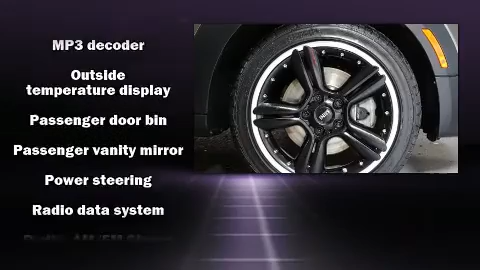 MP3 decoder
Outside
temperature display
Passenger door bin
Passenger vanity mirror
Power steering
Radio data system